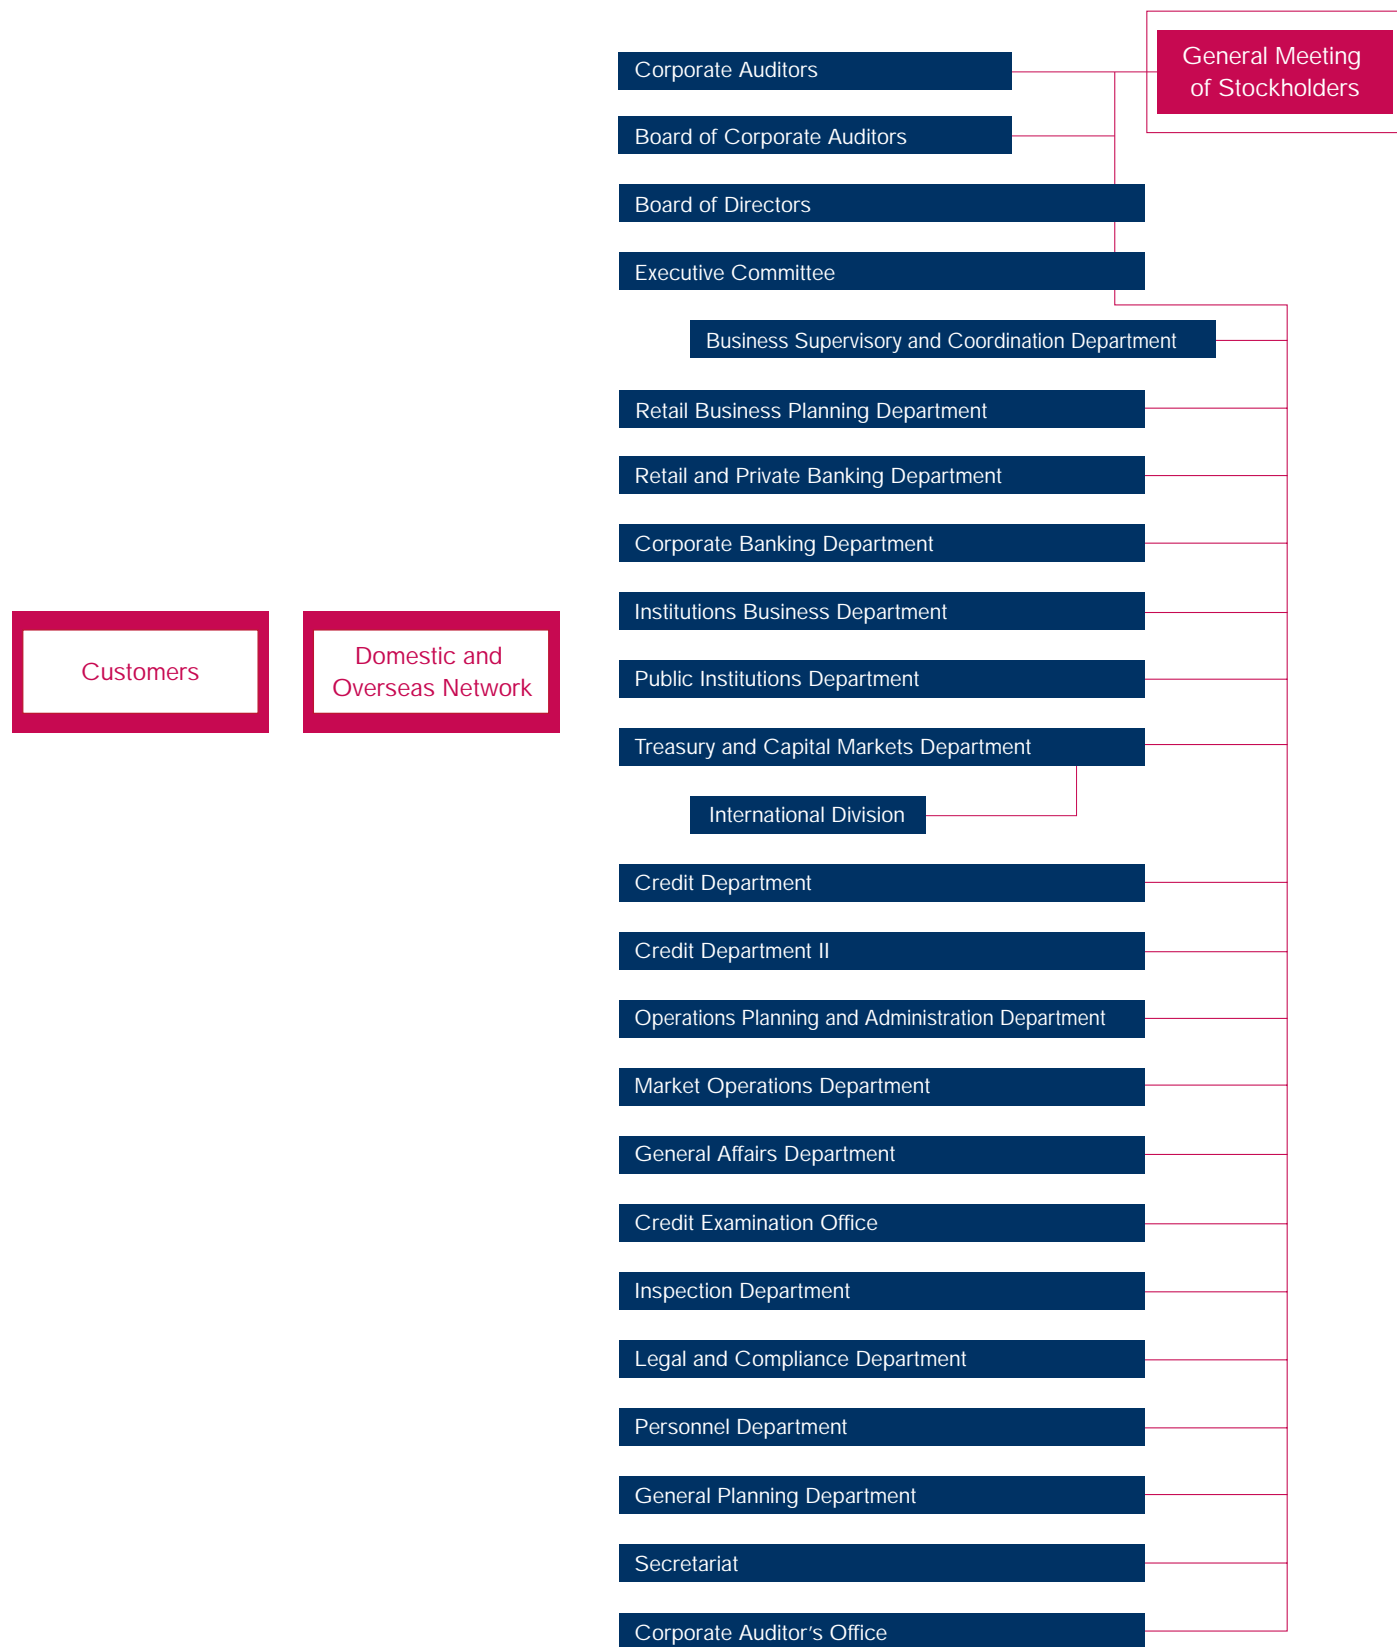 General Meeting
of Stockholders
Corporate Auditors
Board of Corporate Auditors
Board of Directors
Executive Committee
Business Supervisory and Coordination Department
Retail Business Planning Department
Retail and Private Banking Department
Corporate Banking Department
Institutions Business Department
Customers
Domestic and
Overseas Network
Public Institutions Department
Treasury and Capital Markets Department
International Division
Credit Department
Credit Department II
Operations Planning and Administration Department
Market Operations Department
General Affairs Department
Credit Examination Office
Inspection Department
Legal and Compliance Department
Personnel Department
General Planning Department
Secretariat
Corporate Auditor’s Office